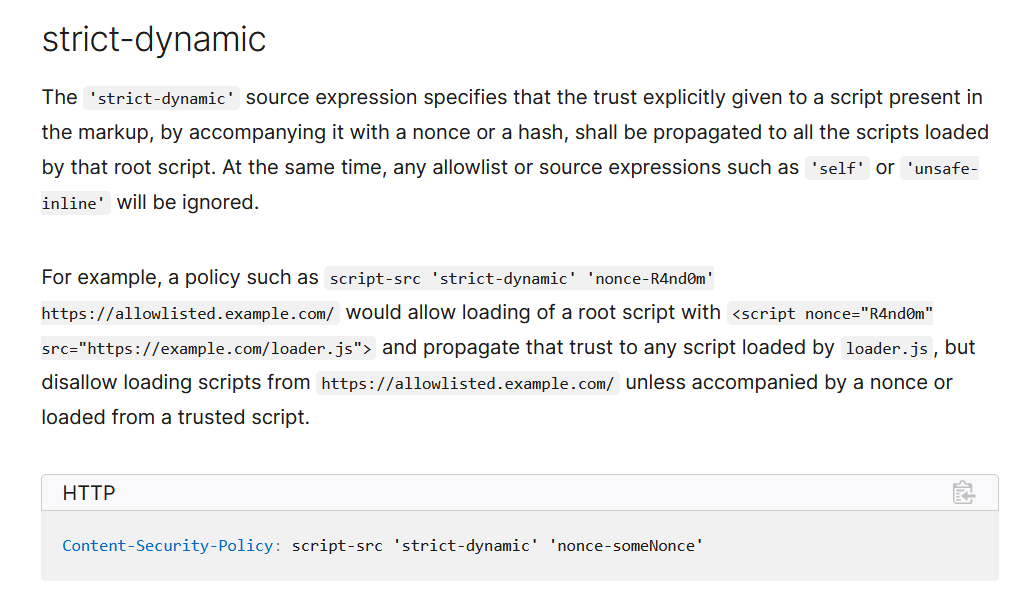 strict-dynamic
The 'strict-dynamic' source expression specifies that the trust explicitly given to a script present in
the markup, by accompanying it with a nonce or a hash, shall be propagated to all the scripts loaded
by that root script. At the same time, any allowlist or source expressions such as 'self' or 'unsafe-
inline' will be ignored.
For example, a policy such as script-src 'strict-dynamic' 'nonce-R4nd0m'
https://allowlisted.example.com/ would allow loading of a root script with <script nonce="R4nd0m"
src="https://example.com/loader.js"> and propagate that trust to any script loaded by loader.js, but
disallow loading scripts from https://allowlisted.example.com/ unless accompanied by a nonce or
loaded from a trusted script.
HTTP
Content-Security-Policy: script-src 'strict-dynamic' 'nonce-someNonce'